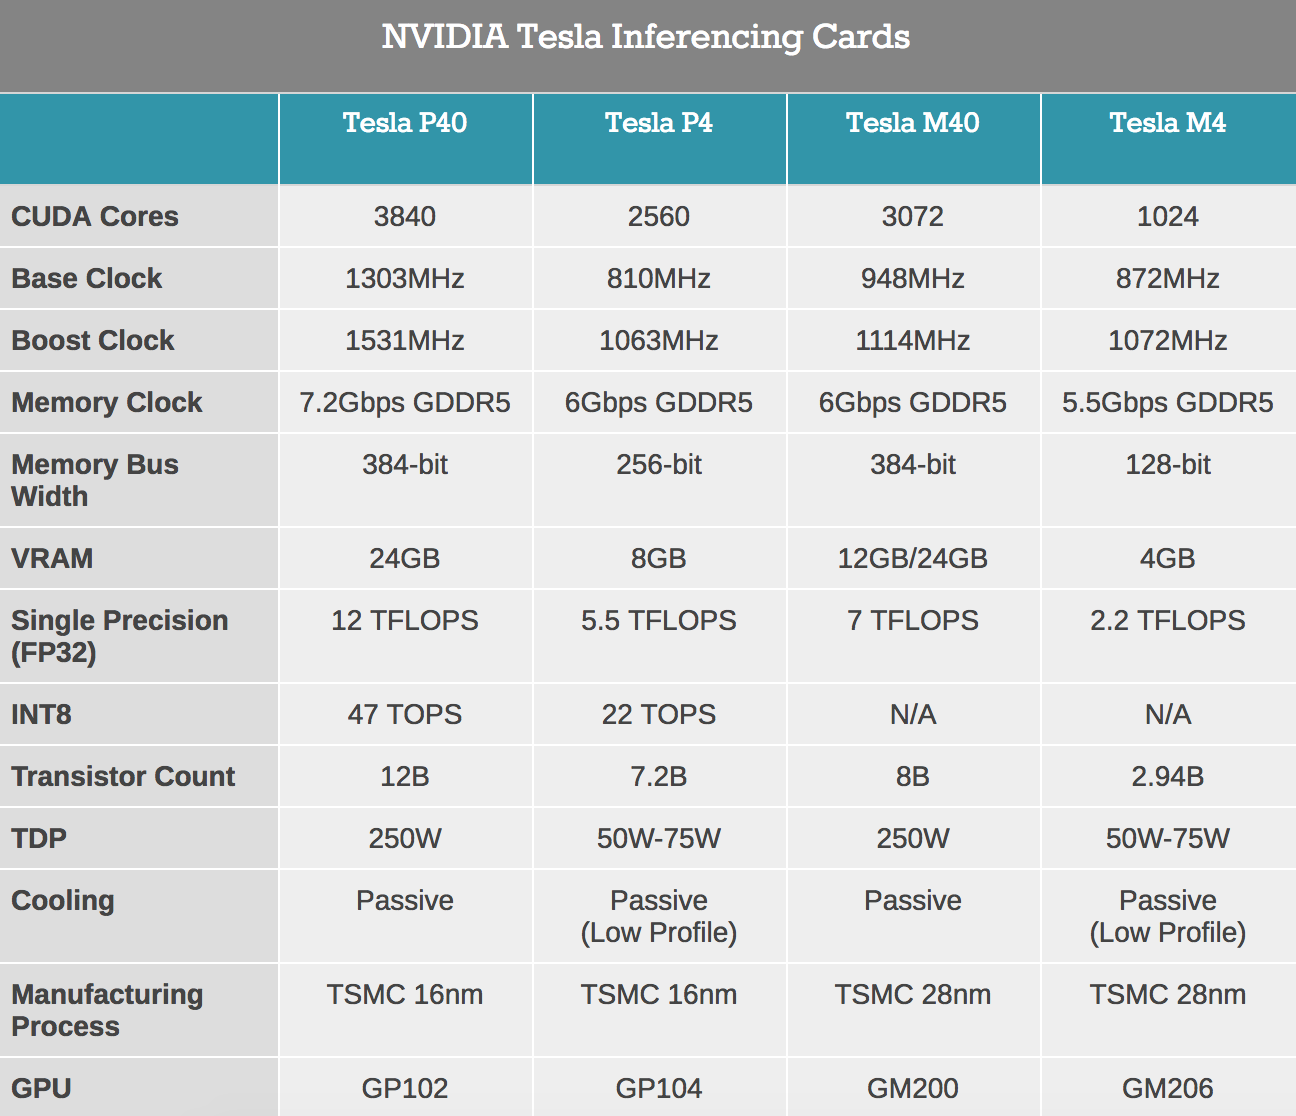 NVIDIA Tesla Inferencing Cards
Tesla P40 Tesla P4 Tesla M40 Tesla M4
CUDA Cores 3840 2560 3072 1024
Base Clock 1303MHz 810MHz 948MHz 872MHz
Boost Clock 1531MHz 1063MHz 1114MHz 1072MHz
Memory Clock 7.2Gbps GDDR5 6Gbps GDDR5 6Gbps GDDR5 5.5Gbps GDDR5
Memory Bus 384-bit 256-bit 384-bit 128-bit
Width
VRAM 24GB 8GB 12GB/24GB 4GB
Single Precision 12 TFLOPS 5.5 TFLOPS 7 TFLOPS 2.2 TFLOPS
(FP32)
INT8 47 TOPS 22 TOPS N/A N/A
Transistor Count 12B 7.2B 8B 2.94B
TDP 250W 50W-75W 250W 50W-75W
Cooling Passive Passive Passive Passive
(Low Profile) (Low Profile)
Manufacturing TSMC 16nm TSMC 16nm TSMC 28nm TSMC 28nm
Process
GPU GP102 GP104 GM200 GM206